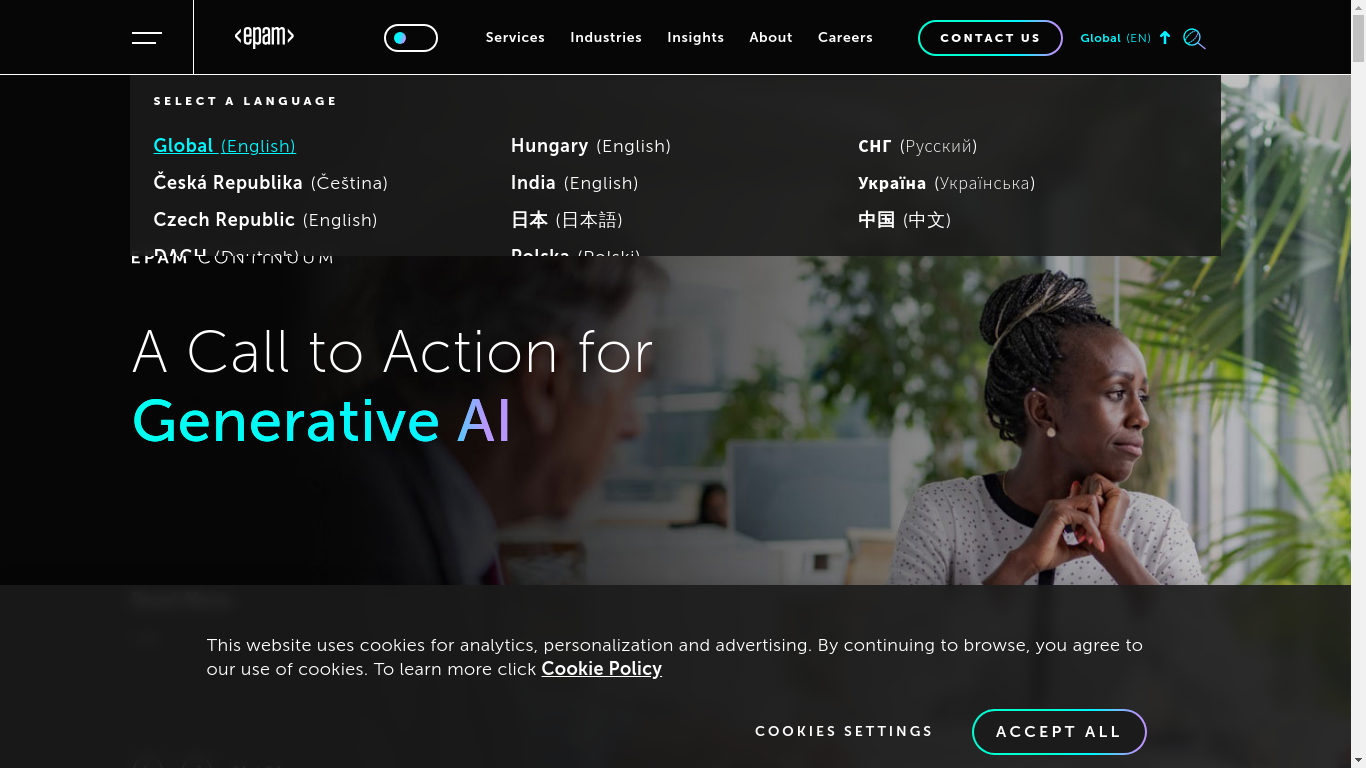 <epam>
Services
Industries
Insights
About
Careers
CONTACT US
Global (EN)
SELECT A LANGUAGE
Global (English)
Hungary (English)
СНГ (Русский)
Česká Republika (Čeština)
India (English)
Україна (Українська)
Czech Republic (English)
日本 (日本語)
中国 (中文)
DACH (Deutsch)
Polska (Polski)
EPAM CONTINUUM
A Call to Action for
Generative AI
This website uses cookies for analytics, personalization and advertising. By continuing to browse, you agree to
our use of cookies. To learn more click Cookie Policy
COOKIES SETTINGS
ACCEPT ALL